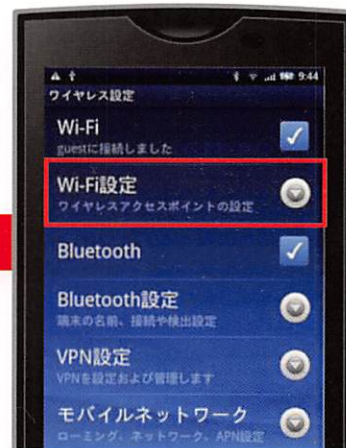 9:44
ワイヤレス設定
Wi-Fi
guestに接続しました
Wi-Fi設定
ワイヤレスアクセスポイントの設定
Bluetooth
Bluetooth設定
端末の名前、接続や検出設定
VPN設定
VPNを設定および管理します
モバイルネットワーク
ローミング、ネットワーク、APN設定